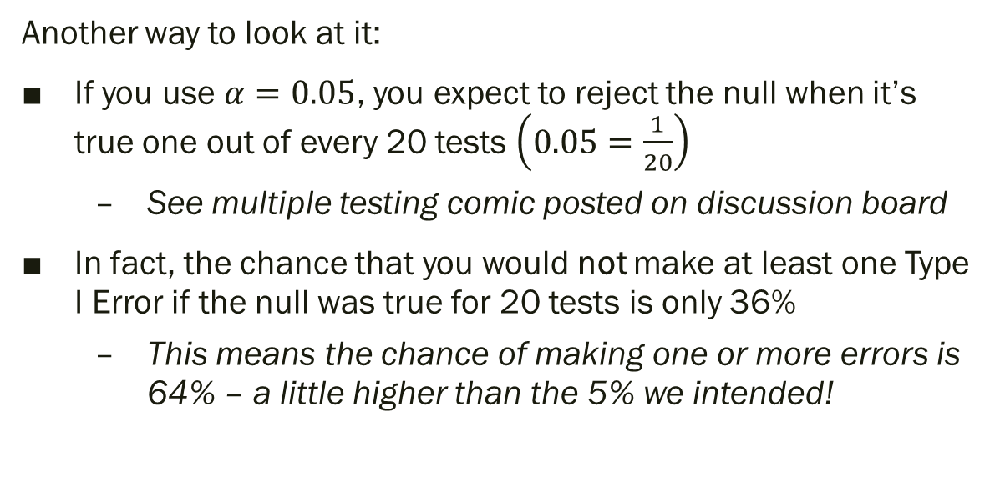 Another way to look at it:
■ If you use α = 0.05, you expect to reject the null when it's
true one out of every 20 tests (0.05 = 1/20)
– See multiple testing comic posted on discussion board
■ In fact, the chance that you would not make at least one Type
I Error if the null was true for 20 tests is only 36%
– This means the chance of making one or more errors is
64% – a little higher than the 5% we intended!